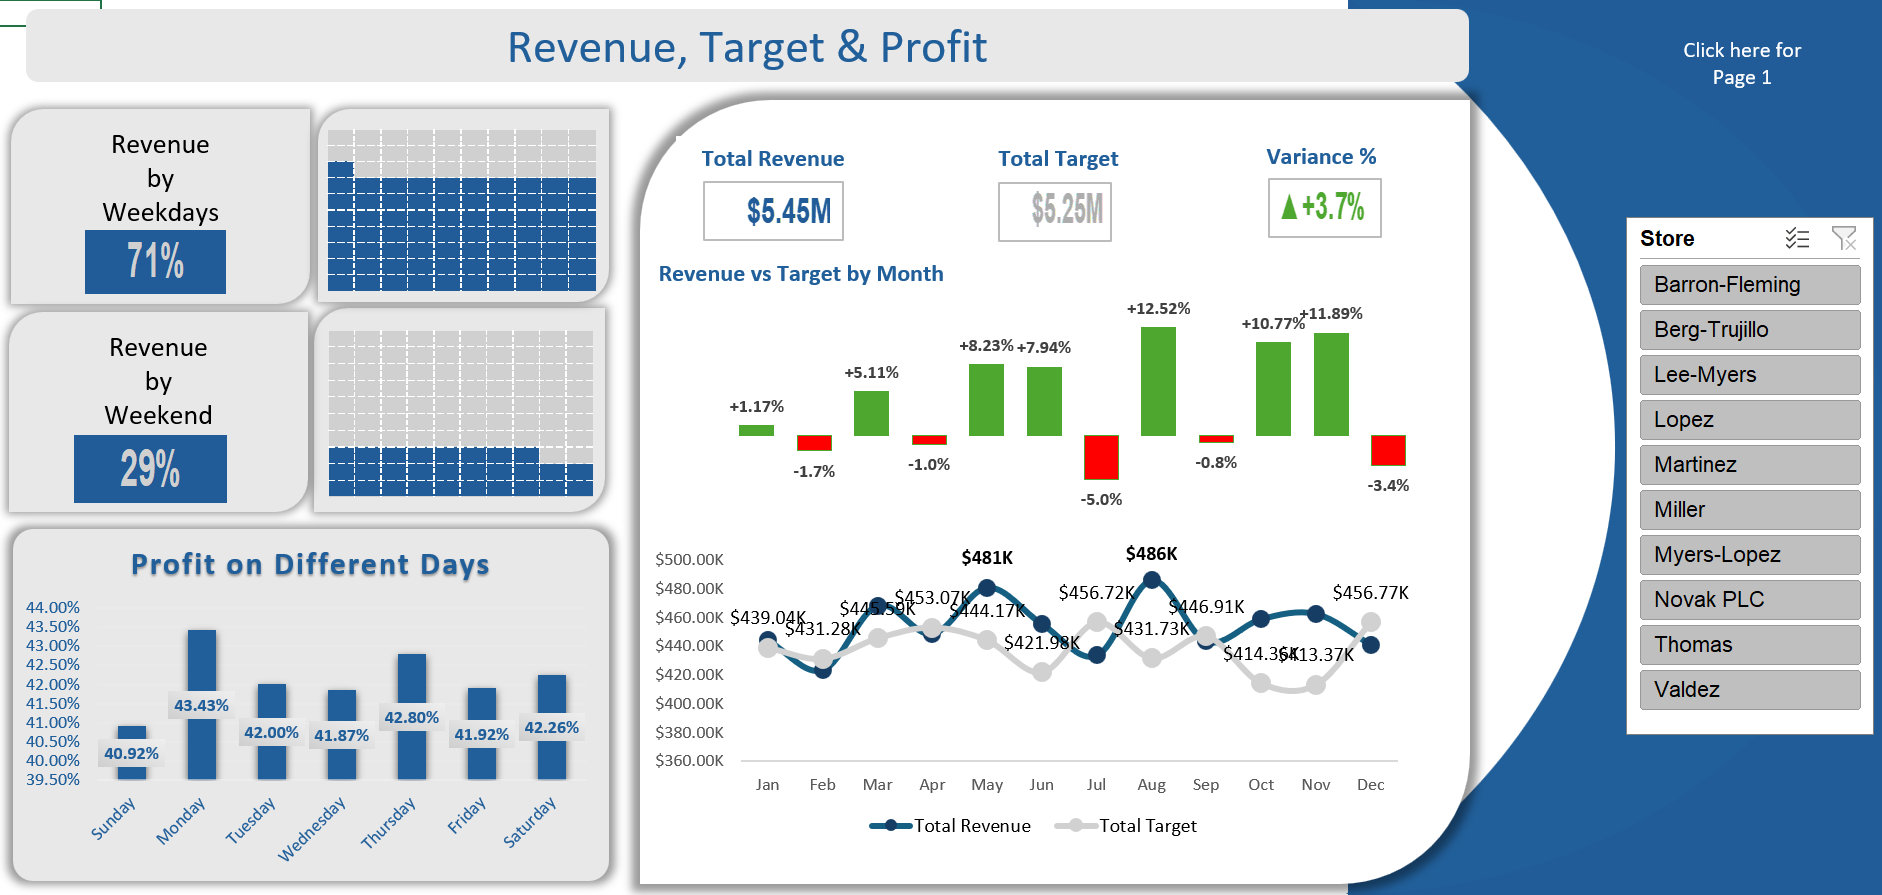 Revenue, Target & Profit
Click here for
Page 1
Revenue
by
Weekdays
71%
Revenue
by
Weekend
29%
Total Revenue
$5.45M
Total Target
$5.25M
Variance %
▲+3.7%
Revenue vs Target by Month
+1.17%
-1.7%
+5.11%
-1.0%
+8.23%
+7.94%
-5.0%
+12.52%
-0.8%
+10.77%
+11.89%
-3.4%
$500.00K
$480.00K
$460.00K
$440.00K
$420.00K
$400.00K
$380.00K
$360.00K
$481K
$486K
$439.04K
$431.28K
$445.59K
$453.07K
$444.17K
$421.98K
$456.72K
$431.73K
$446.91K
$414.36K
$413.37K
$456.77K
Jan Feb Mar Apr May Jun Jul Aug Sep Oct Nov Dec
Total Revenue
Total Target
Profit on Different Days
44.00%
43.50%
43.00%
42.50%
42.00%
41.50%
41.00%
40.50%
40.00%
39.50%
40.92%
43.43%
42.00%
41.87%
42.80%
41.92%
42.26%
Sunday
Monday
Tuesday
Wednesday
Thursday
Friday
Saturday
Store
Barron-Fleming
Berg-Trujillo
Lee-Myers
Lopez
Martinez
Miller
Myers-Lopez
Novak PLC
Thomas
Valdez